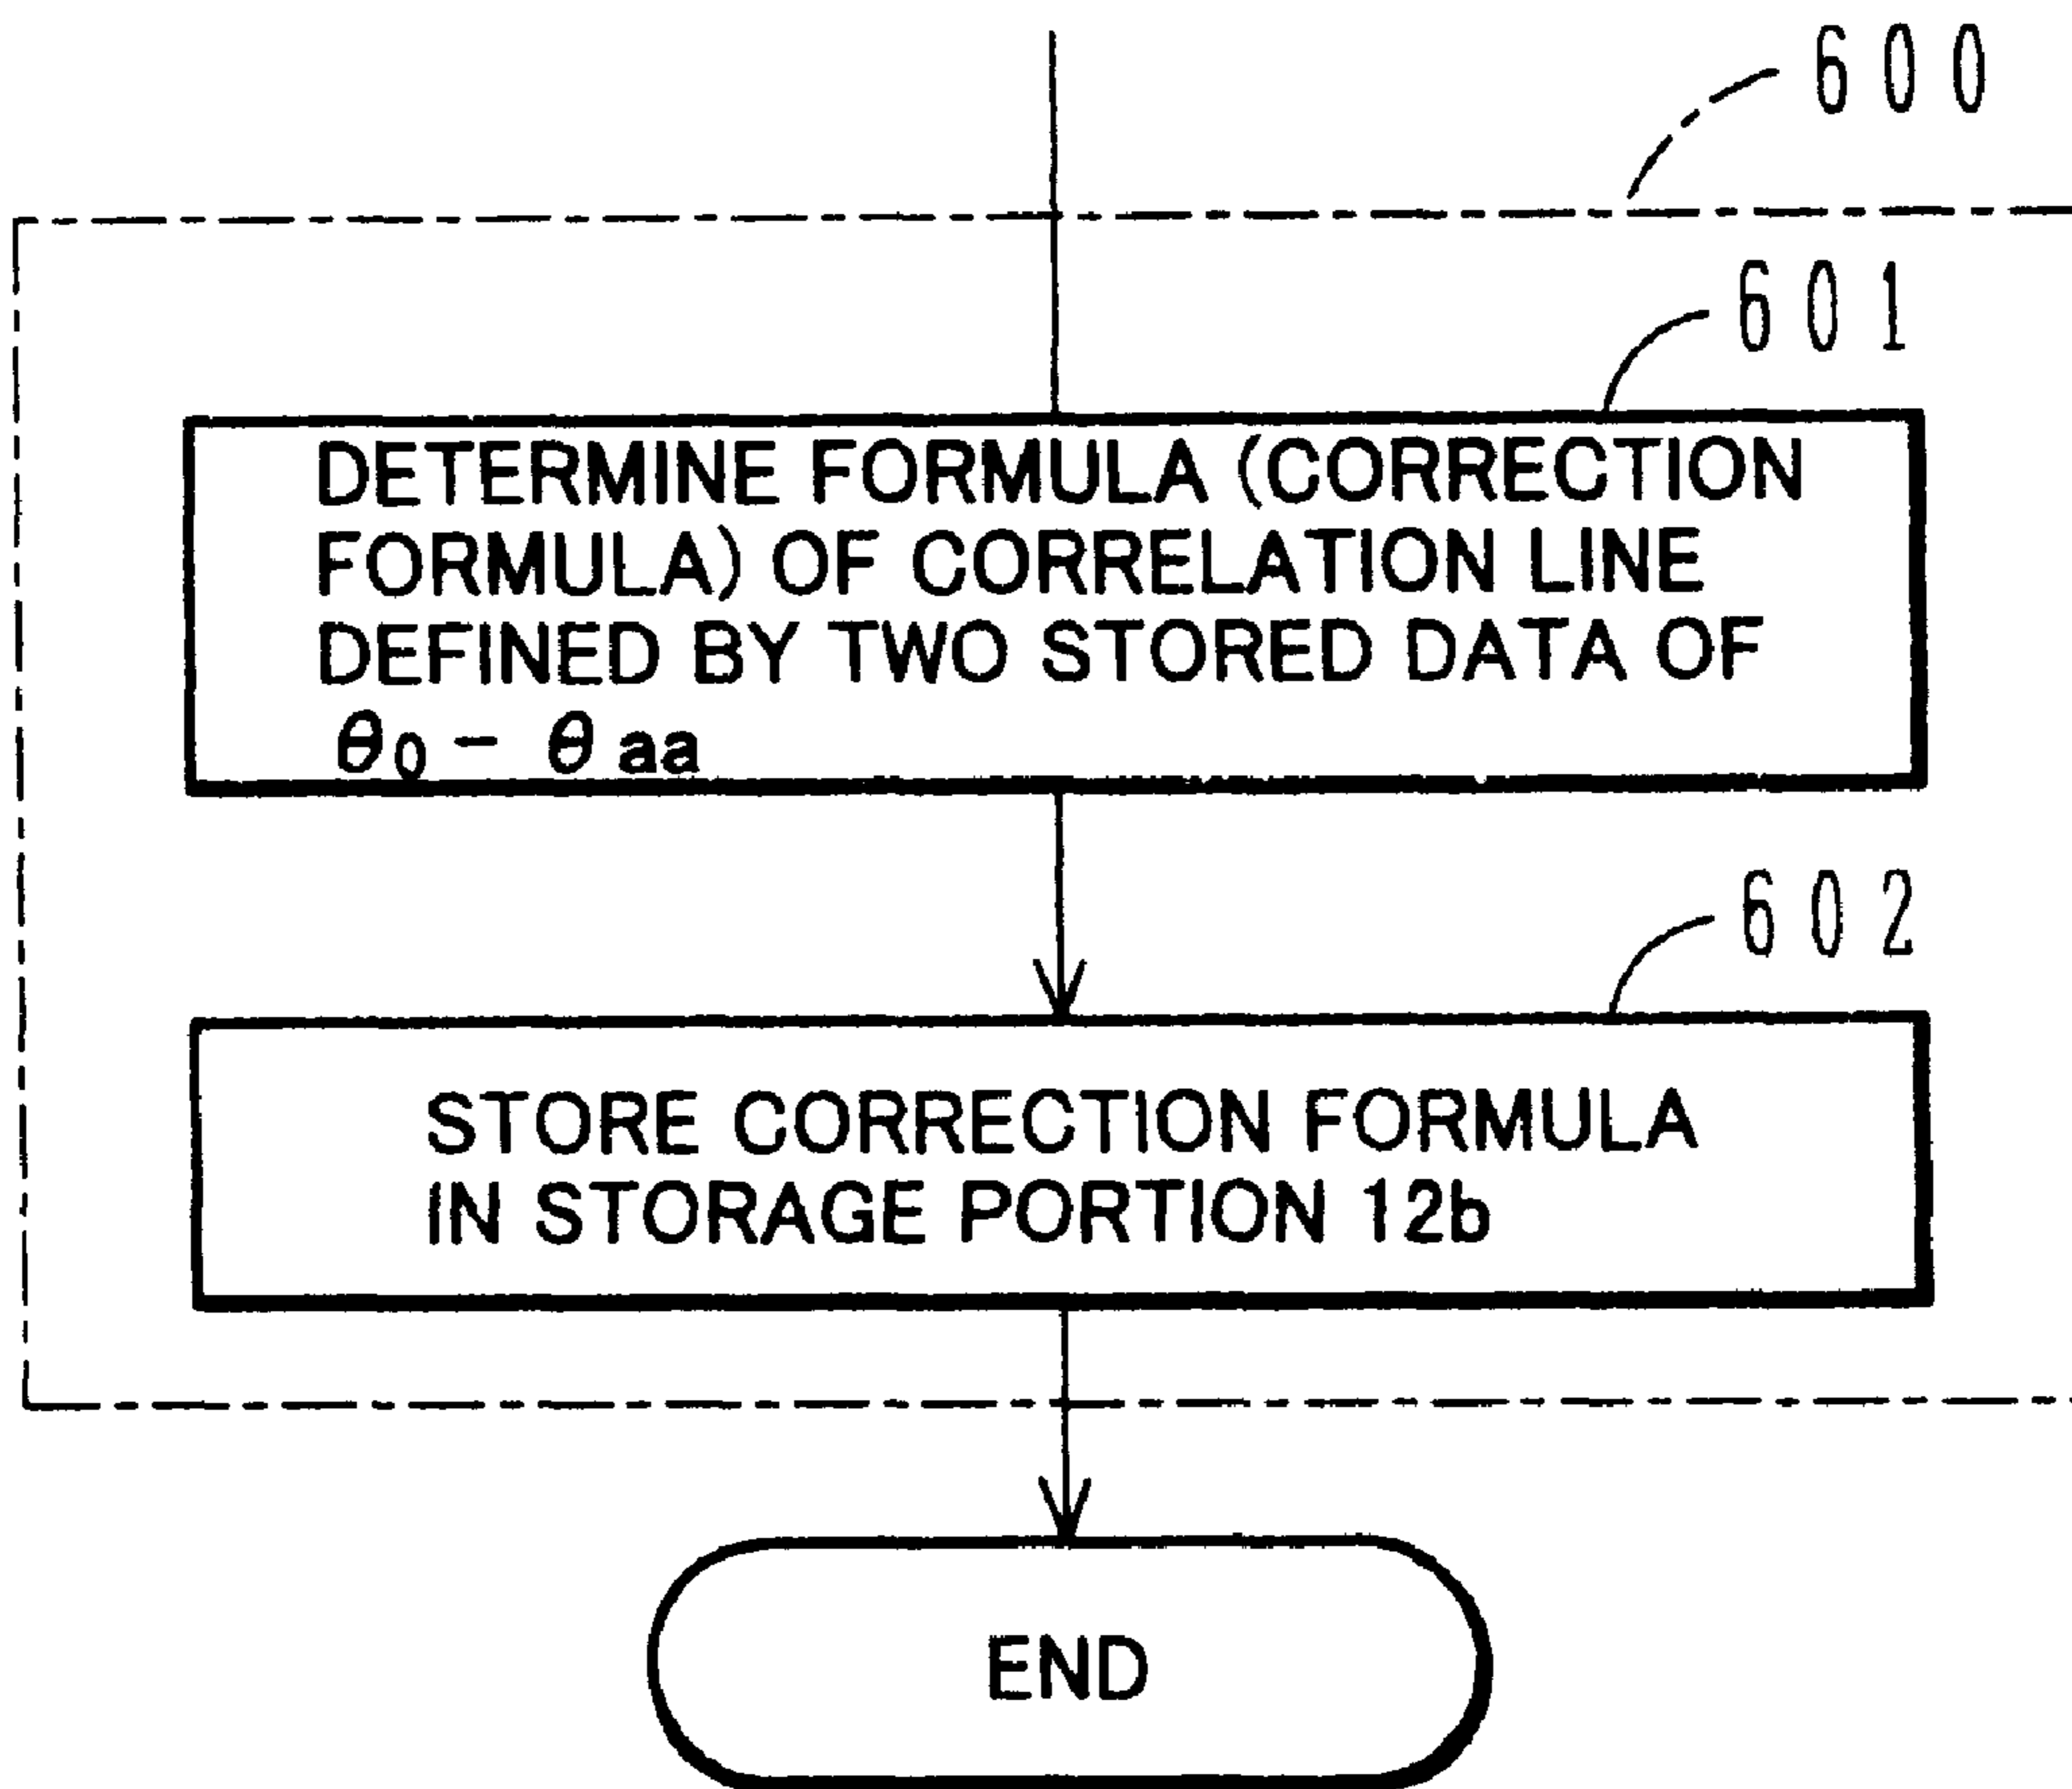 600
601
DETERMINE FORMULA (CORRECTION
FORMULA) OF CORRELATION LINE
DEFINED BY TWO STORED DATA OF
θ0 - θaa
602
STORE CORRECTION FORMULA
IN STORAGE PORTION 12b
END